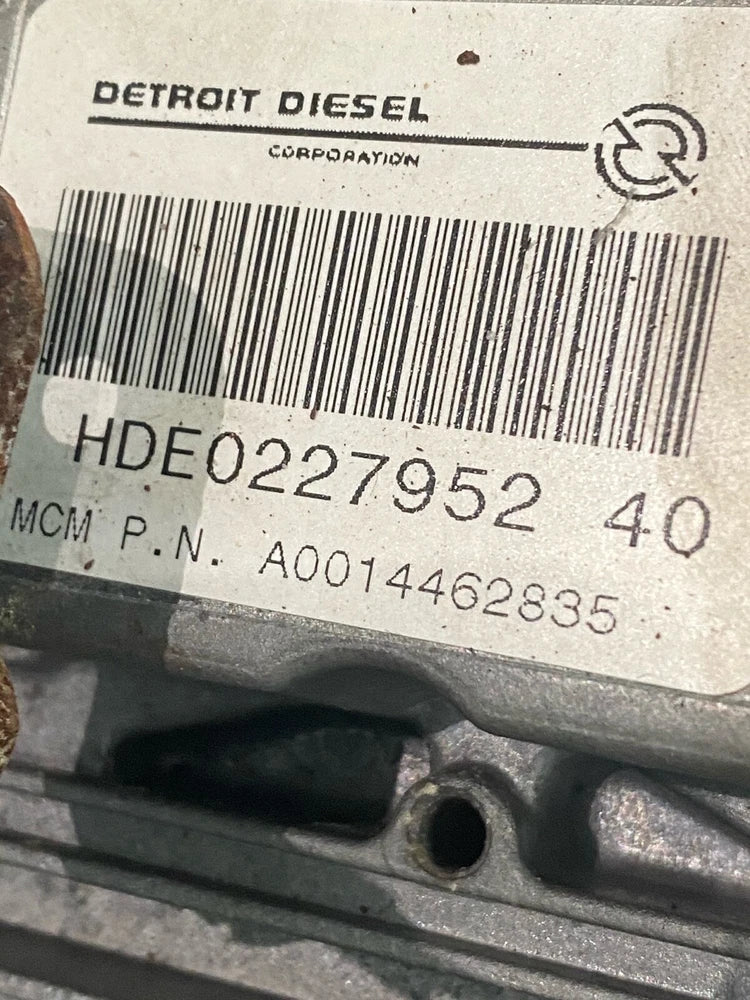 DETROIT DIESEL
CORPORATION
HDE0227952 40
MCM P.N. A0014462835